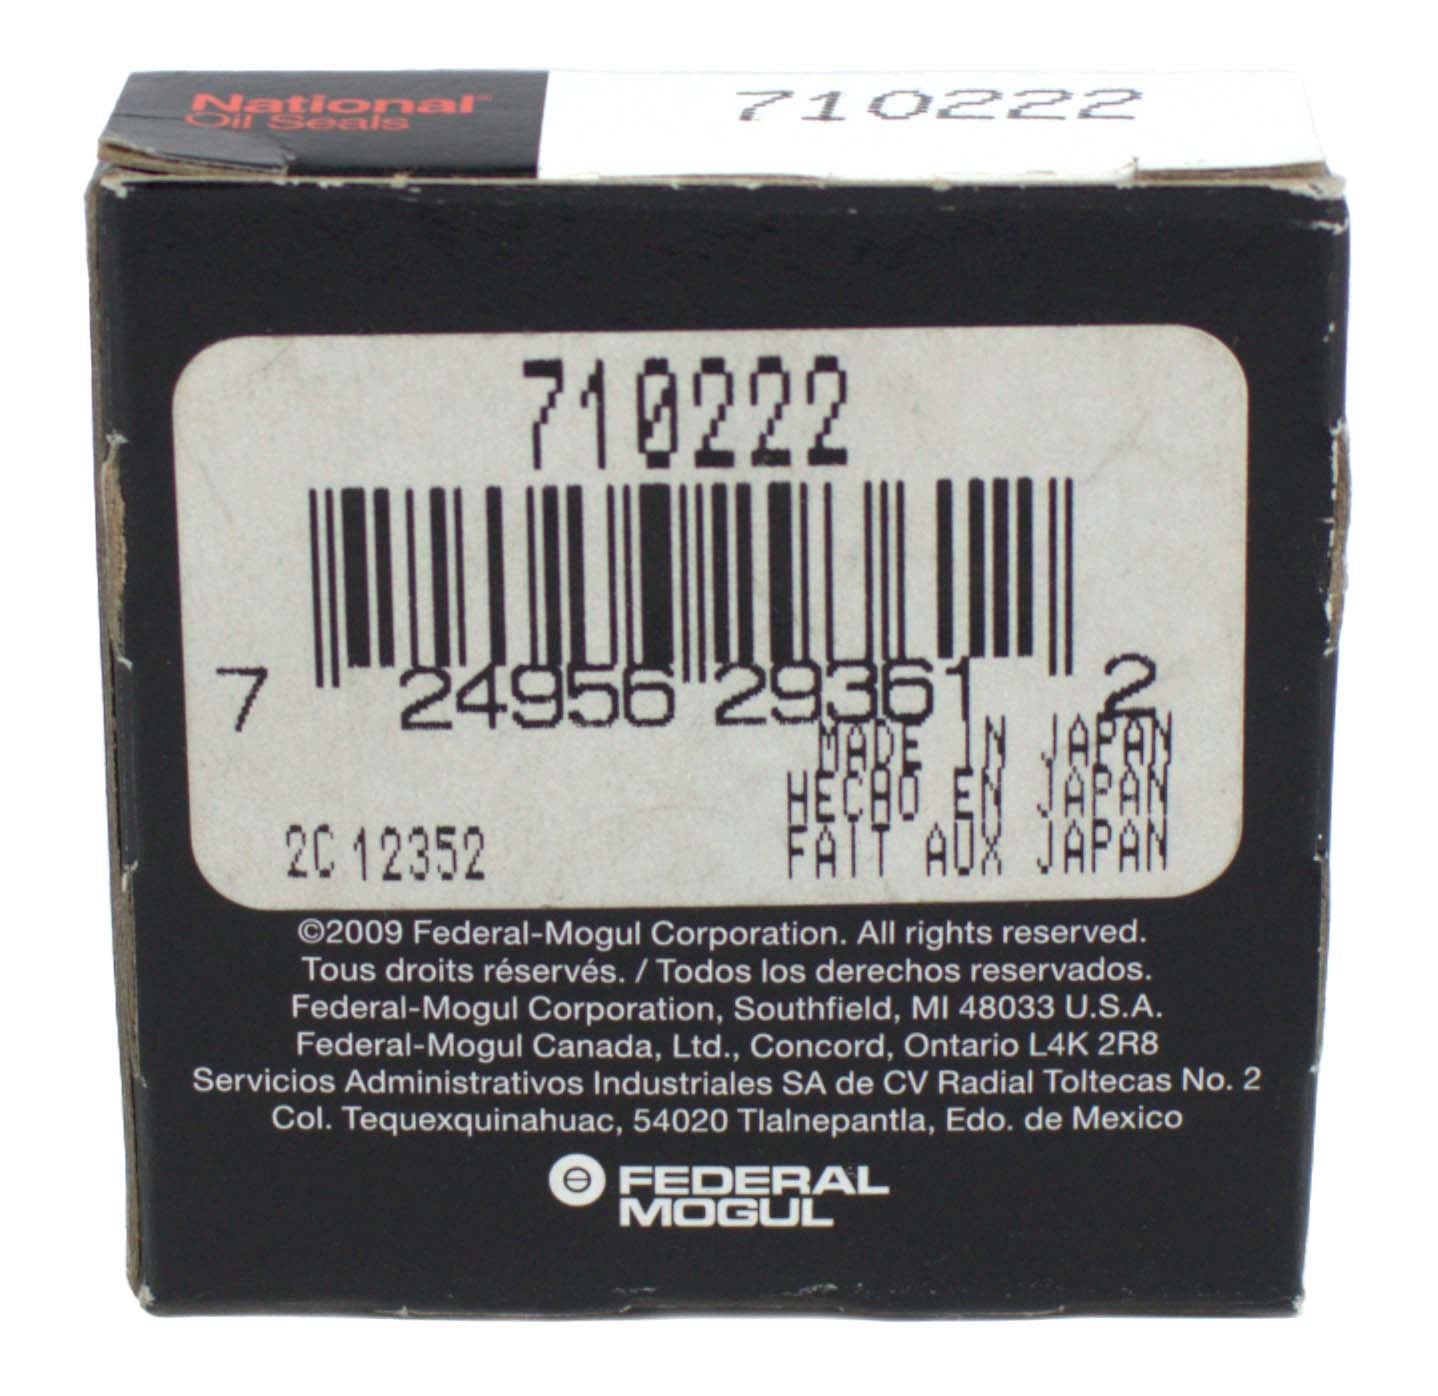 National®
Oil Seals
710222
710222
7 24956 29361 2
MADE IN JAPAN
HECHO EN JAPAN
FAIT AUX JAPAN
2C12352
©2009 Federal-Mogul Corporation. All rights reserved.
Tous droits réservés. / Todos los derechos reservados.
Federal-Mogul Corporation, Southfield, MI 48033 U.S.A.
Federal-Mogul Canada, Ltd., Concord, Ontario L4K 2R8
Servicios Administrativos Industriales SA de CV Radial Toltecas No. 2
Col. Tequexquinahuac, 54020 Tlalnepantla, Edo. de Mexico
FEDERAL
MOGUL